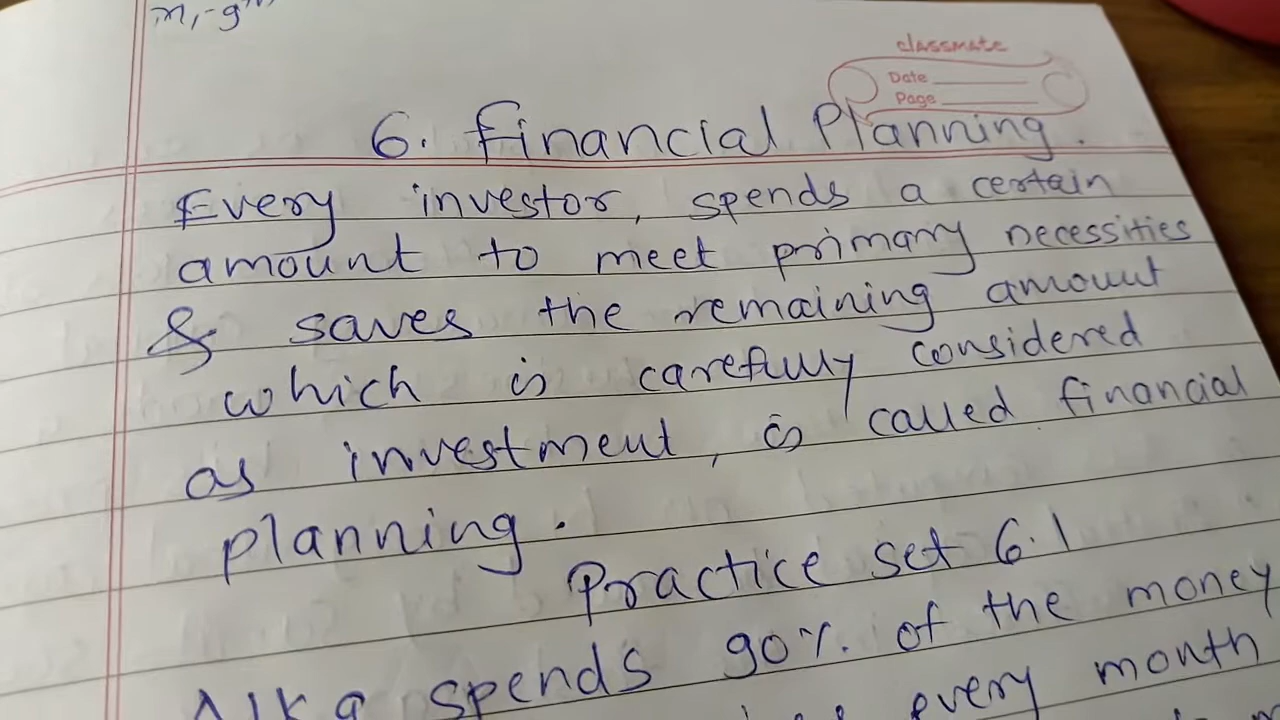 classmate
Date
Page
6. Financial Planning.
Every investor, spends a certain
amount to meet primary necessities
& saves the remaining amount
which is carefully considered
as investment, is called financial
planning.
Practice set 6.1
spends 90%. of the money
every month